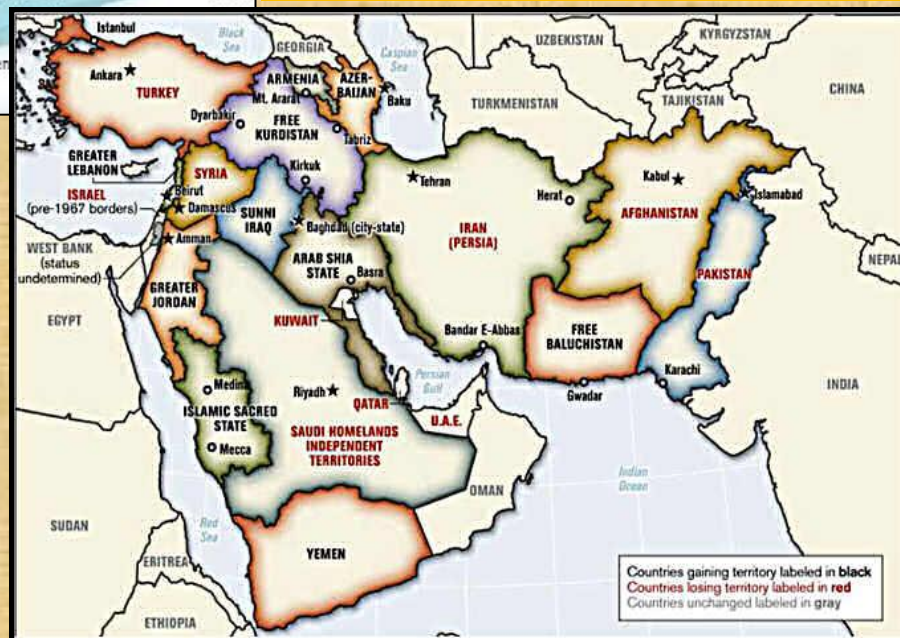 Istanbul
Black
Sea
GEORGIA
Caspian
Sea
UZBEKISTAN
KYRGYZSTAN
Ankara
TURKEY
ARMENIA
Mt. Ararat
AZER-
BAIJAN
Baku
TURKMENISTAN
TAJIKISTAN
CHINA
Dyarbakir
FREE
KURDISTAN
Tabriz
GREATER
LEBANON
SYRIA
Kirkuk
Tehran
Herat
Kabul
Islamabad
ISRAEL
(pre-1967 borders)
Beirut
Damascus
SUNNI
IRAQ
Baghdad (city-state)
IRAN
(PERSIA)
AFGHANISTAN
WEST BANK
(status
undetermined)
Amman
ARAB SHIA
STATE
Basra
PAKISTAN
NEPAL
GREATER
JORDAN
EGYPT
KUWAIT
Bandar E-Abbas
FREE
BALUCHISTAN
Karachi
Gwadar
INDIA
Medina
ISLAMIC SACRED
STATE
Mecca
Riyadh
Persian
Gulf
QATAR
U.A.E.
SAUDI HOMELANDS
INDEPENDENT
TERRITORIES
OMAN
Indian
Ocean
SUDAN
Red
Sea
YEMEN
ERITREA
ETHIOPIA
Countries gaining territory labeled in black
Countries losing territory labeled in red
Countries unchanged labeled in gray